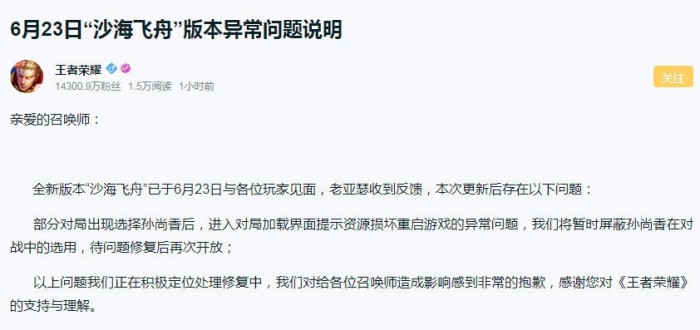 6月23日“沙海飞舟”版本异常问题说明
王者荣耀
14300.9万粉丝 1.5万阅读 1小时前
关注
亲爱的召唤师：
全新版本“沙海飞舟”已于6月23日与各位玩家见面，老亚瑟收到反馈，本次更新后存在以下问题：
部分对局出现选择孙尚香后，进入对局加载界面提示资源损坏重启游戏的异常问题，我们将暂时屏蔽孙尚香在对
战中的选用，待问题修复后再次开放；
以上问题我们正在积极定位处理修复中，我们对给各位召唤师造成影响感到非常的抱歉，感谢您对《王者荣耀》
的支持与理解。